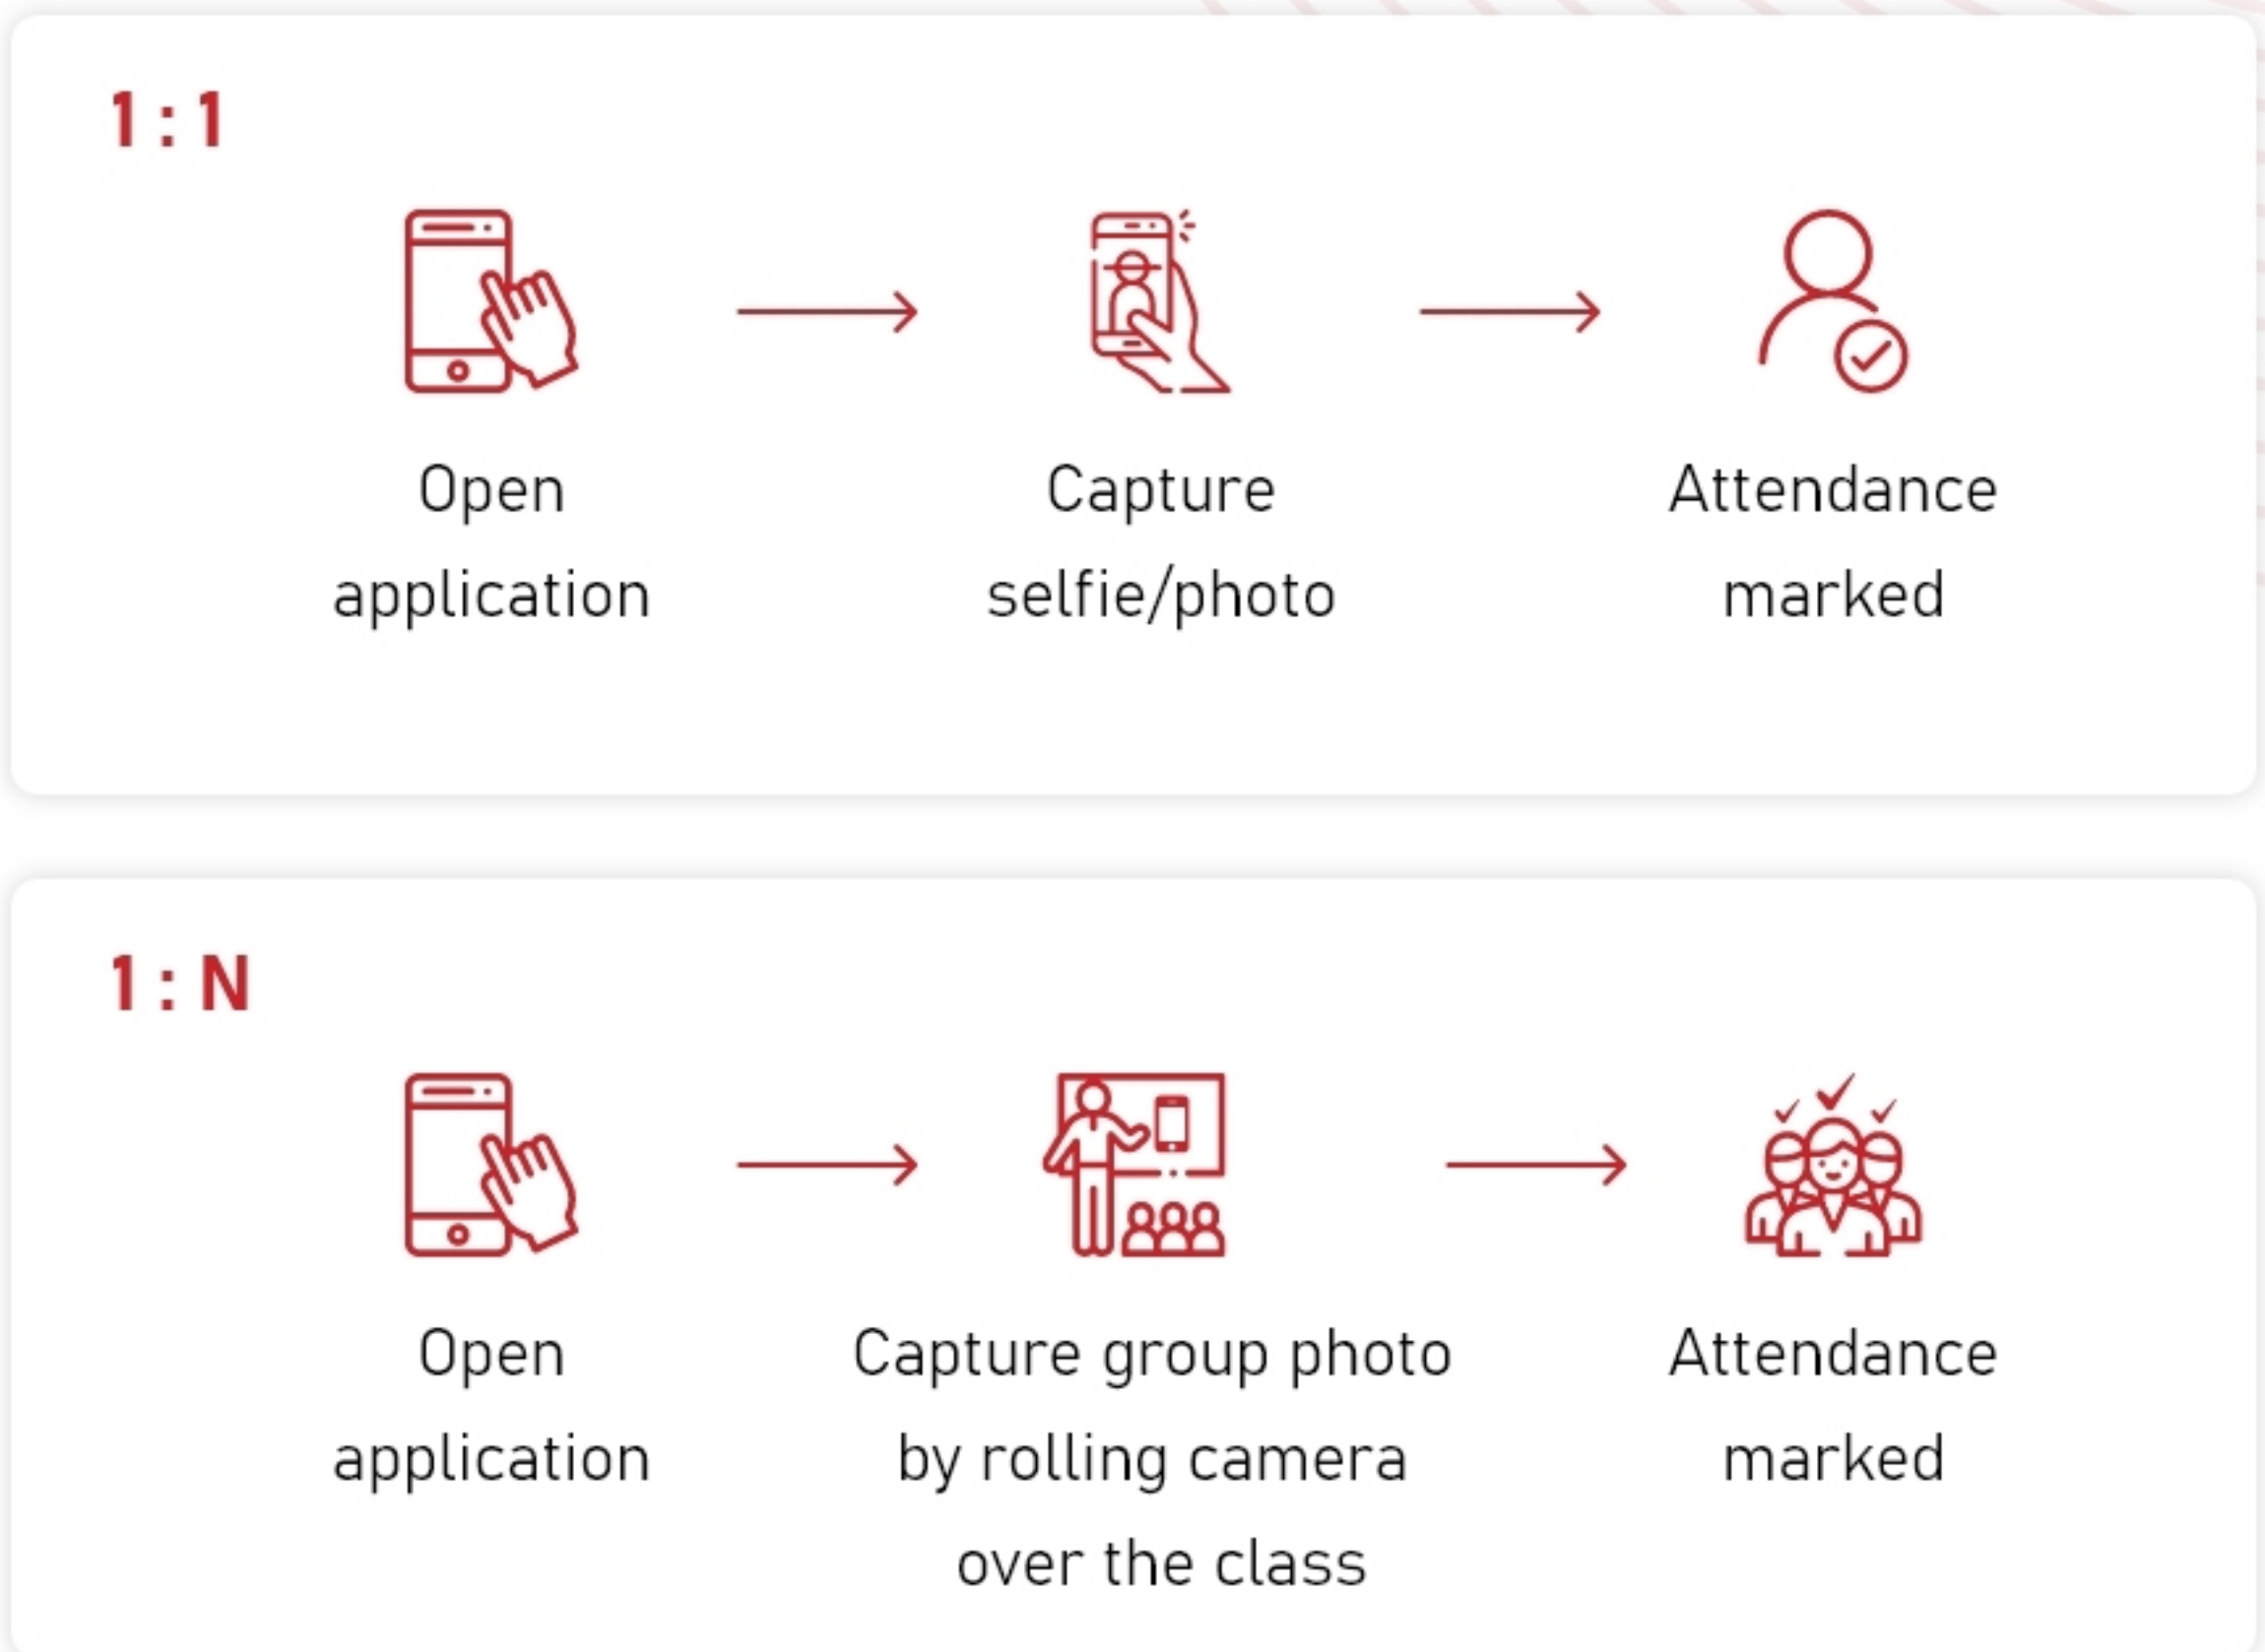 1 : 1
Open
application
Capture
selfie/photo
Attendance
marked
1 : N
Open
application
Capture group photo
by rolling camera
over the class
Attendance
marked